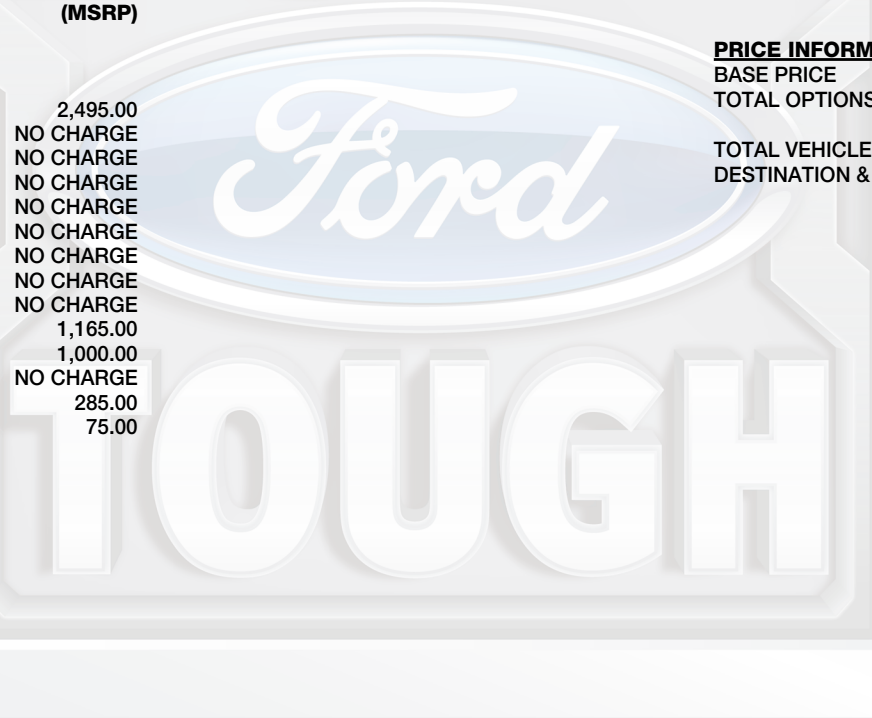 (MSRP)
2,495.00
NO CHARGE
NO CHARGE
NO CHARGE
NO CHARGE
NO CHARGE
NO CHARGE
NO CHARGE
NO CHARGE
1,165.00
1,000.00
NO CHARGE
285.00
75.00
PRICE INFORM
BASE PRICE
TOTAL OPTIONS
TOTAL VEHICLE
DESTINATION &
Ford
TOUGH